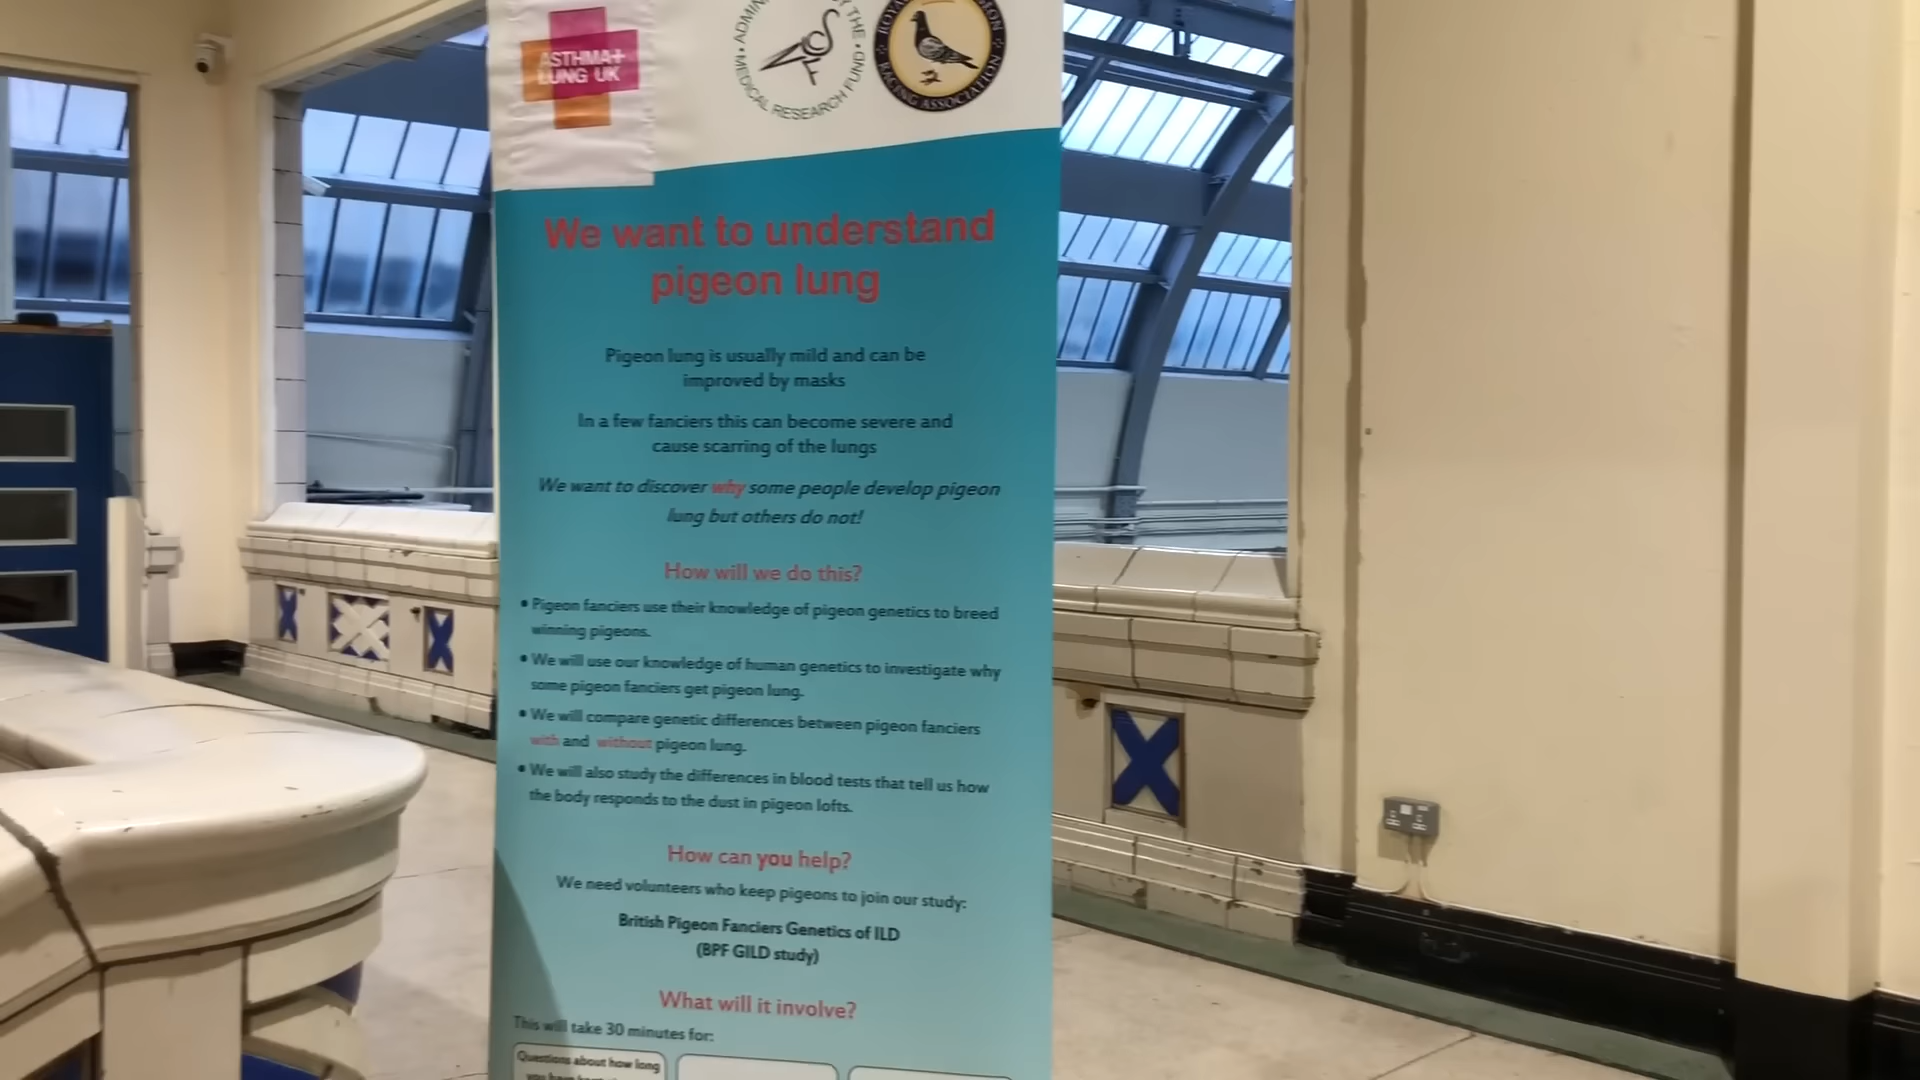 ASTHMA+
LUNG UK
THE
MEDICAL RESEARCH FUND
RACING ASSOCIATION
We want to understand
pigeon lung
Pigeon lung is usually mild and can be
improved by masks
In a few fanciers this can become severe and
cause scarring of the lungs
We want to discover why some people develop pigeon
lung but others do not!
How will we do this?
• Pigeon fanciers use their knowledge of pigeon genetics to breed
winning pigeons.
• We will use our knowledge of human genetics to investigate why
some pigeon fanciers get pigeon lung.
• We will compare genetic differences between pigeon fanciers
with and without pigeon lung.
• We will also study the differences in blood tests that tell us how
the body responds to the dust in pigeon lofts.
How can you help?
We need volunteers who keep pigeons to join our study:
British Pigeon Fanciers Genetics of ILD
(BPF GILD study)
What will it involve?
This will take 30 minutes for:
Questions about how long